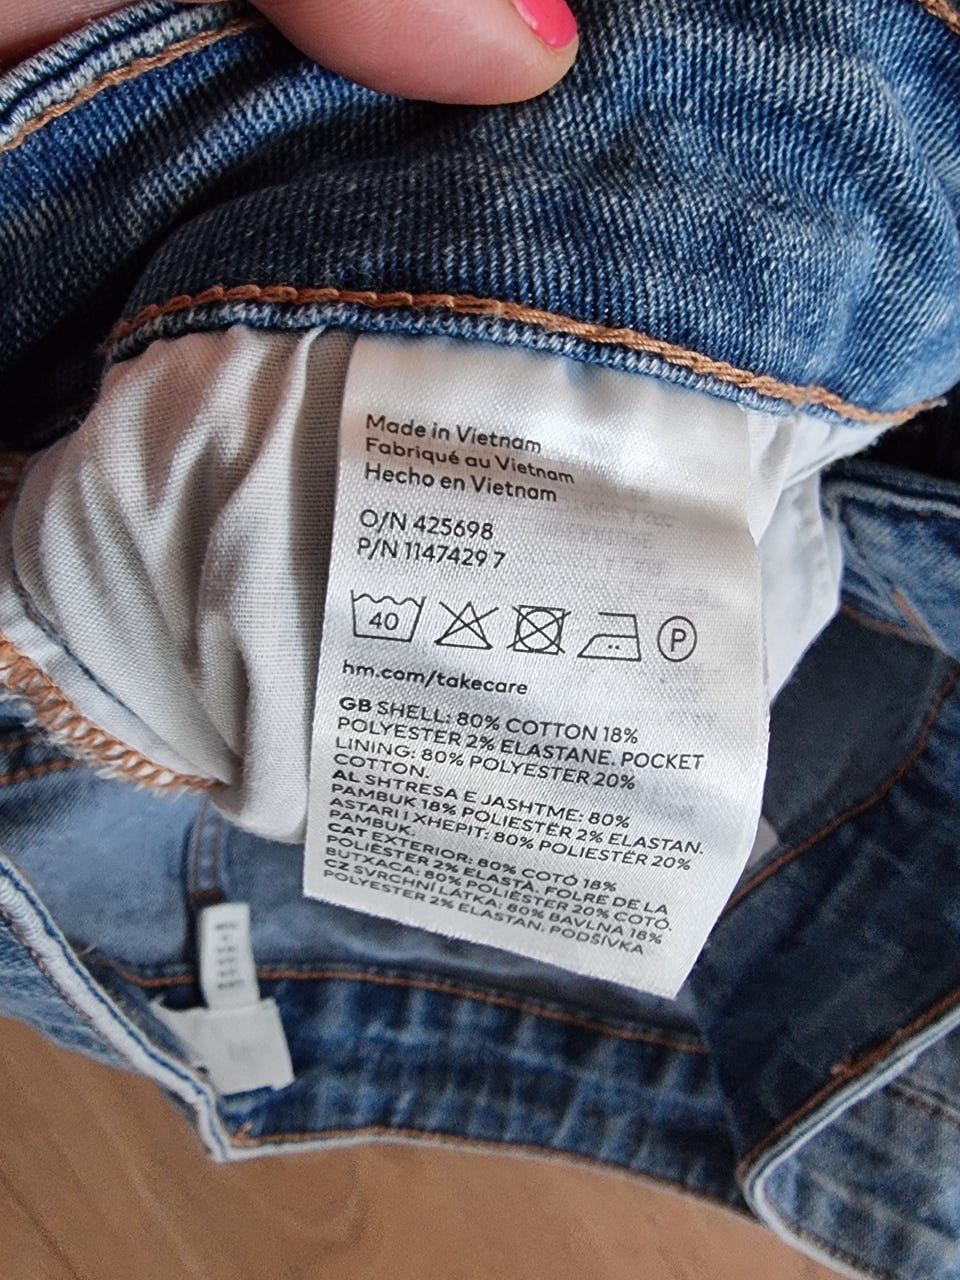 Made in Vietnam
Fabriqué au Vietnam
Hecho en Vietnam
O/N 425698
P/N 1147429 7
40 P
hm.com/takecare
GB SHELL: 80% COTTON 18%
POLYESTER 2% ELASTANE. POCKET
LINING: 80% POLYESTER 20%
COTTON.
AL SHTRESA E JASHTME: 80%
PAMBUK 18% POLIESTËR 2% ELASTAN.
ASTARI I XHEPIT: 80% POLIESTËR 20%
PAMBUK.
CAT EXTERIOR: 80% COTÓ 18%
POLIÈSTER 2% ELASTÀ. FOLRE DE LA
BUTXACA: 80% POLIÈSTER 20% COTÓ.
CZ SVRCHNÍ LÁTKA: 80% BAVLNA 18%
POLYESTER 2% ELASTAN. PODŠÍVKA